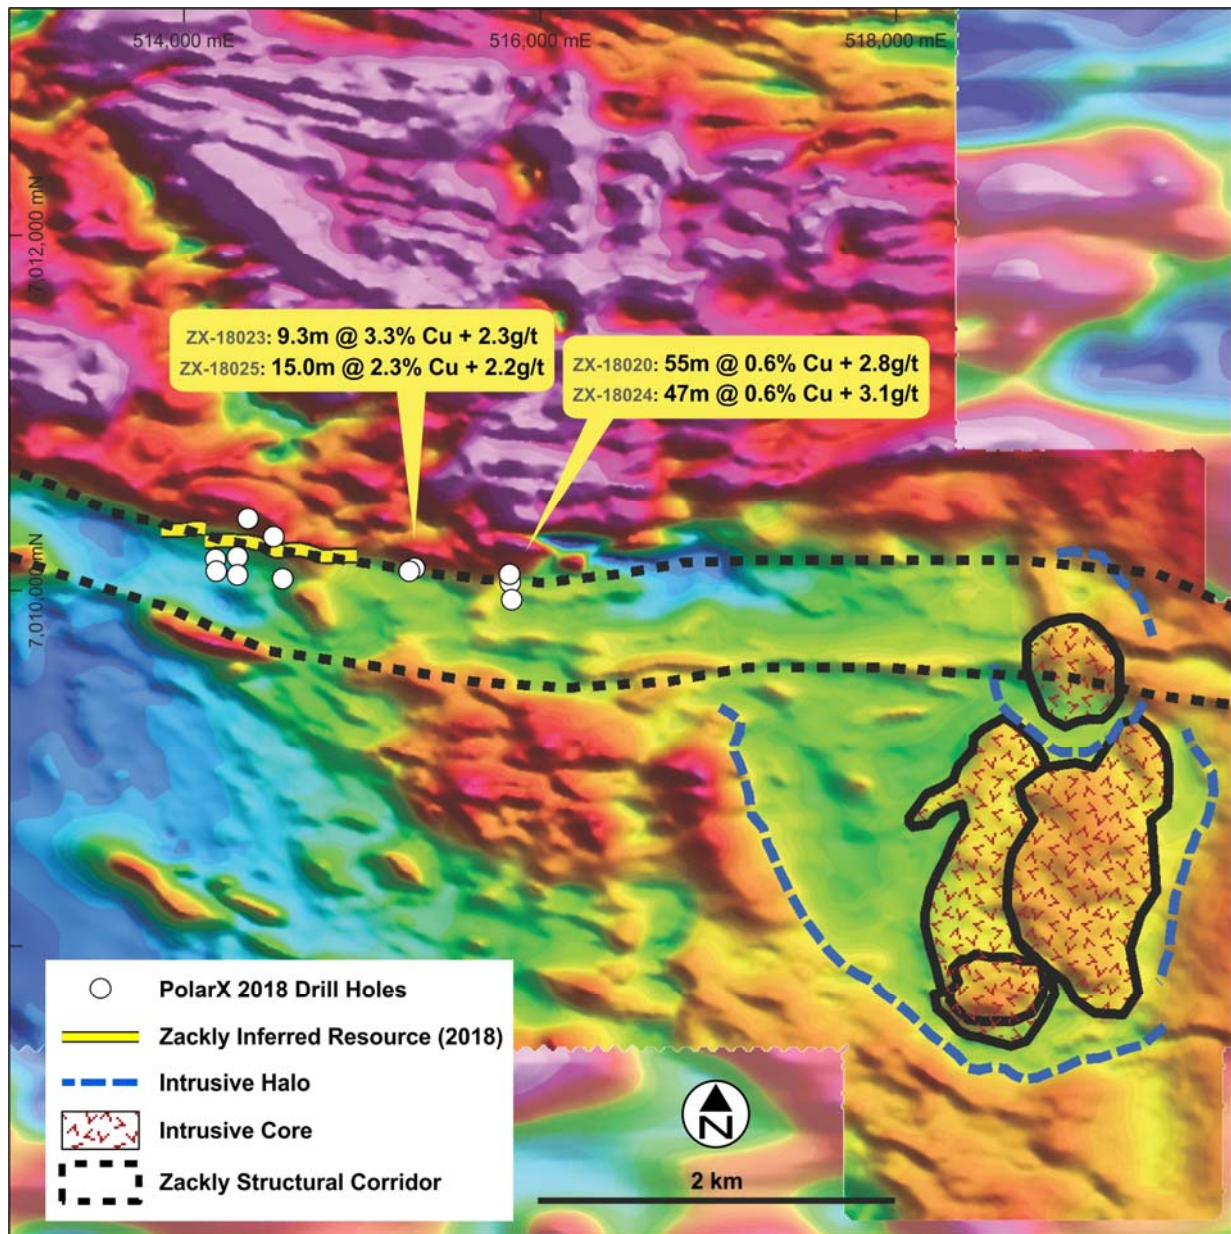 514,000 mE
516,000 mE
518,000 mE
7,012,000 mN
7,010,000 mN
ZX-18023: 9.3m @ 3.3% Cu + 2.3g/t
ZX-18025: 15.0m @ 2.3% Cu + 2.2g/t
ZX-18020: 55m @ 0.6% Cu + 2.8g/t
ZX-18024: 47m @ 0.6% Cu + 3.1g/t
PolarX 2018 Drill Holes
Zackly Inferred Resource (2018)
Intrusive Halo
Intrusive Core
Zackly Structural Corridor
N
2 km